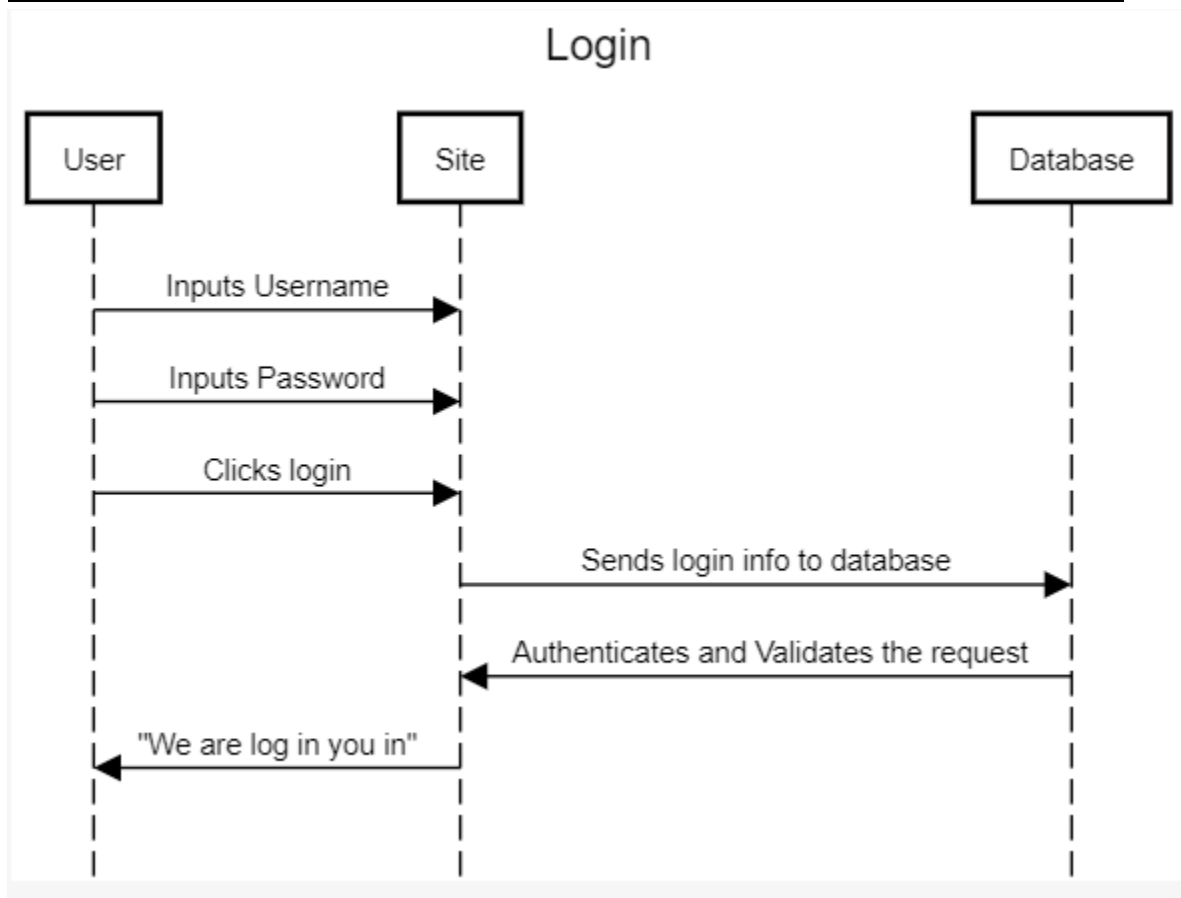 Login
User
Site
Database
Inputs Username
Inputs Password
Clicks login
Sends login info to database
Authenticates and Validates the request
"We are log in you in"